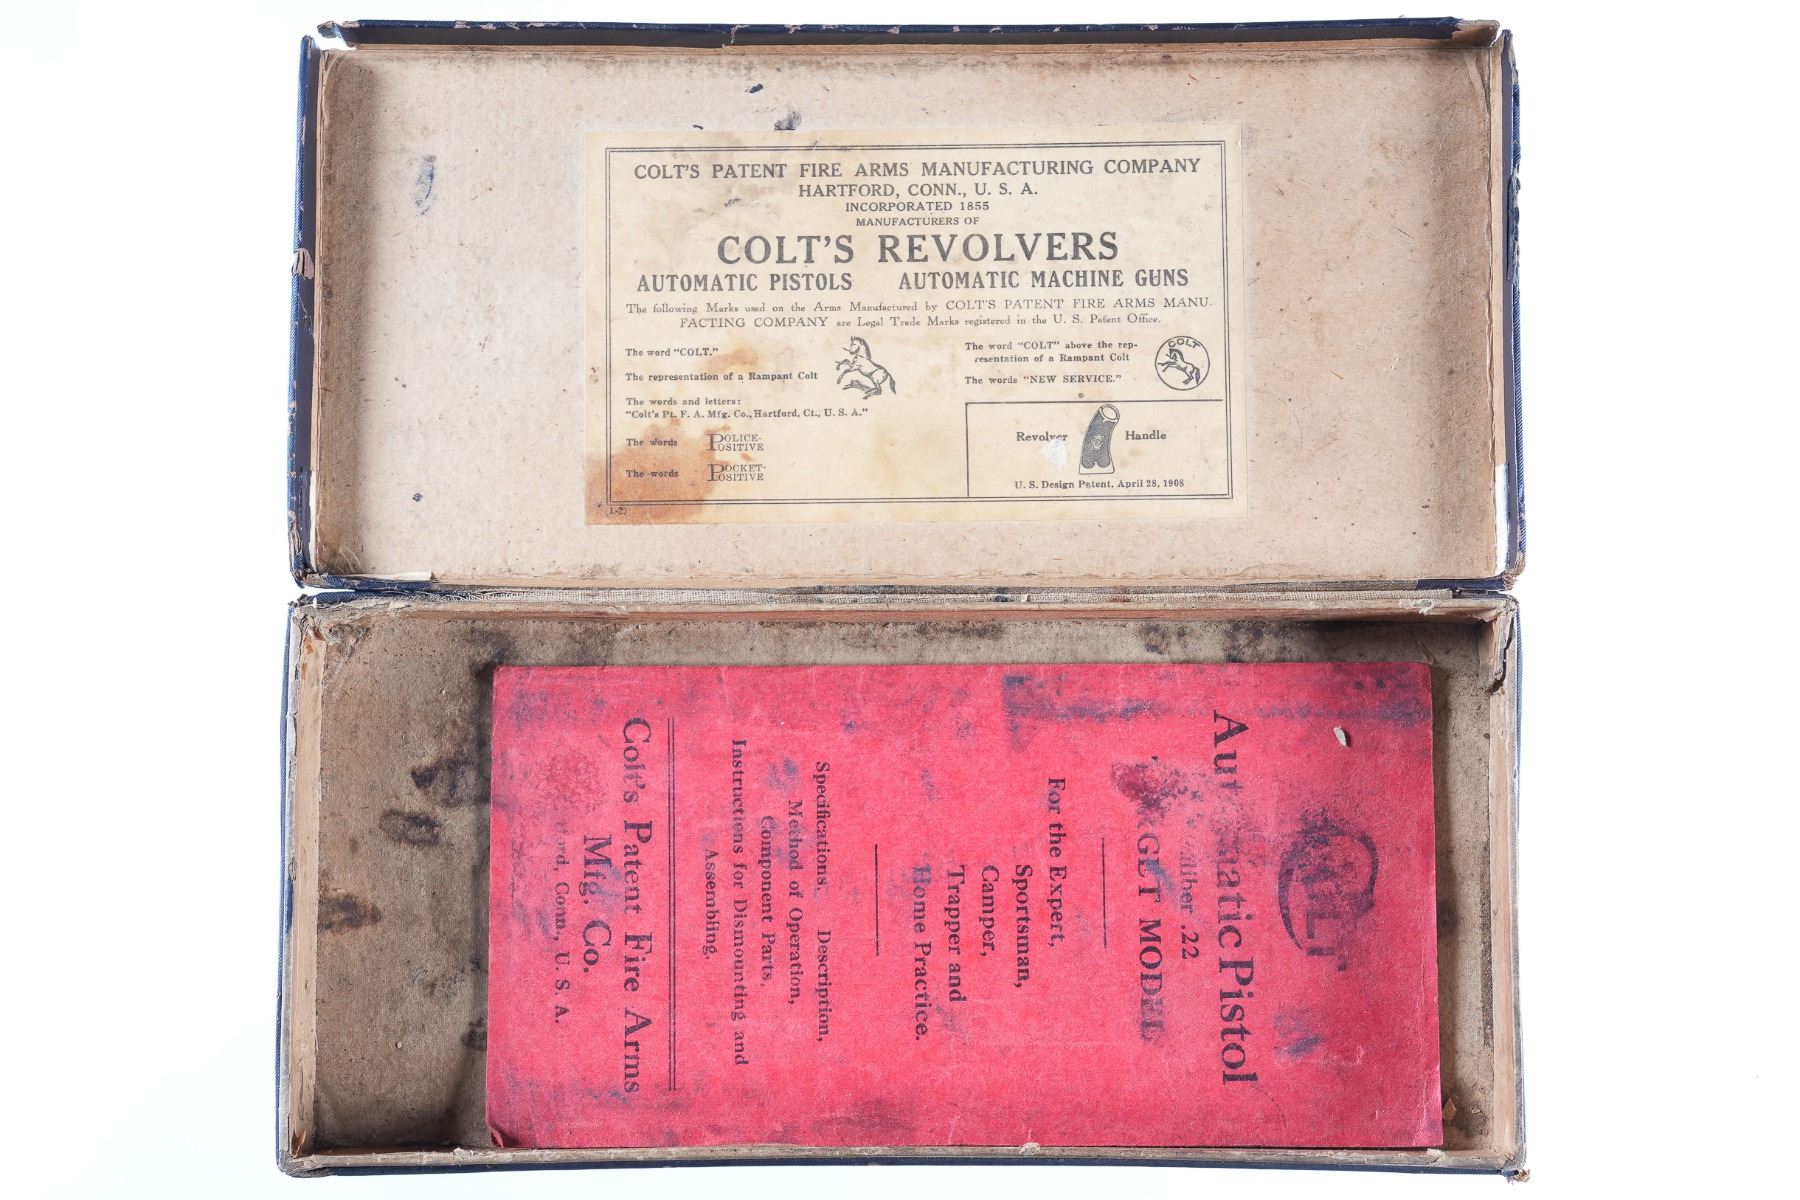 COLT'S PATENT FIRE ARMS MANUFACTURING COMPANY
HARTFORD, CONN., U. S. A.
INCORPORATED 1855
MANUFACTURERS OF
COLT'S REVOLVERS
AUTOMATIC PISTOLS AUTOMATIC MACHINE GUNS
The following Marks used on the Arms Manufactured by COLT'S PATENT FIRE ARMS MANU-
FACTING COMPANY are Legal Trade Marks registered in the U. S. Patent Office.
The word "COLT."
The representation of a Rampant Colt
The words and letters:
"Colt's Pt. F. A. Mfg. Co., Hartford, Ct., U. S. A."
The words POLICE-
POSITIVE
The words POCKET-
POSITIVE
The word "COLT" above the rep-
resentation of a Rampant Colt
The words "NEW SERVICE."
COLT
Revolver Handle
U. S. Design Patent, April 28, 1908
(1-2)
COLT
Automatic Pistol
.22
MODEL
For the Expert,
Sportsman,
Camper,
Trapper and
Home Practice.
Specifications, Description,
Method of Operation,
Component Parts,
Instructions for Dismounting and
Assembling.
Colt's Patent Fire Arms
Mfg. Co.
Conn., U. S. A.